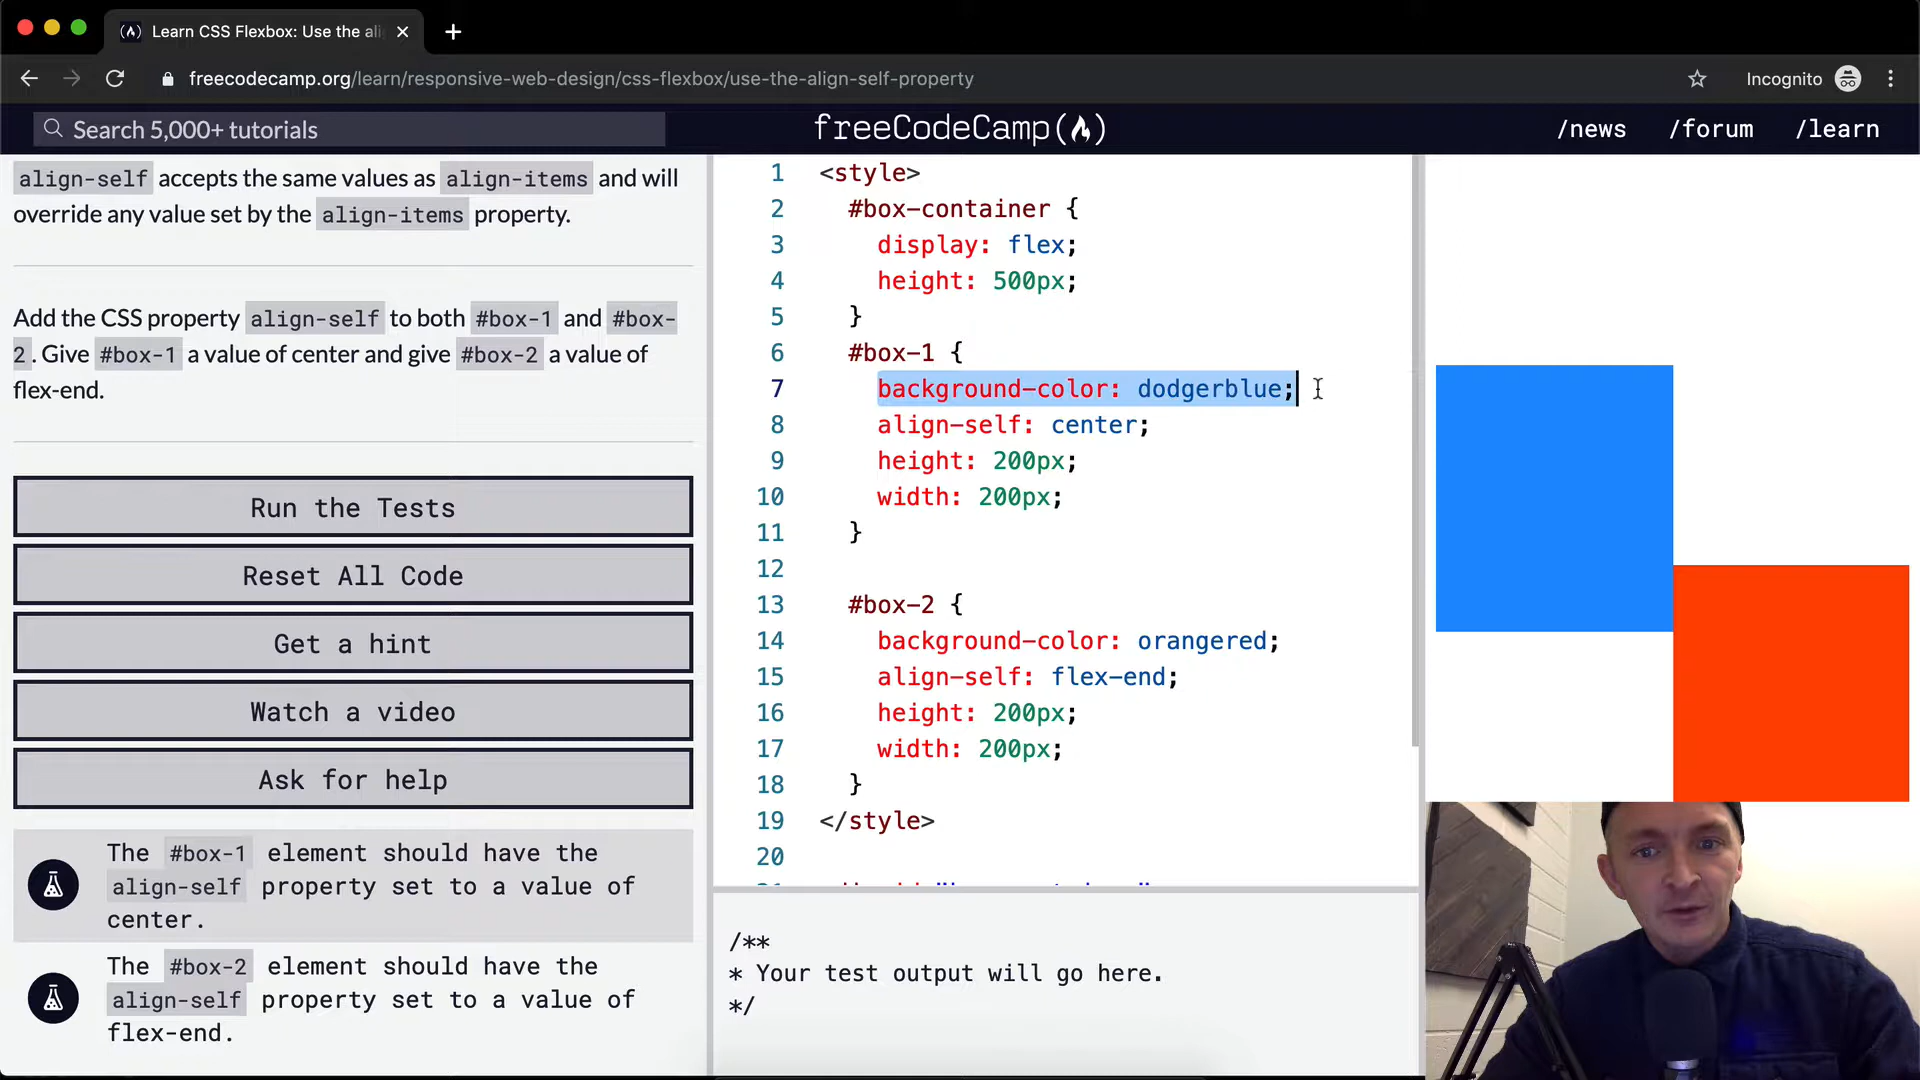 Learn CSS Flexbox: Use the ali
freecodecamp.org/learn/responsive-web-design/css-flexbox/use-the-align-self-property
Incognito
Search 5,000+ tutorials
freeCodeCamp
/news /forum /learn
align-self accepts the same values as align-items and will
override any value set by the align-items property.
Add the CSS property align-self to both #box-1 and #box-
2. Give #box-1 a value of center and give #box-2 a value of
flex-end.
Run the Tests
Reset All Code
Get a hint
Watch a video
Ask for help
The #box-1 element should have the
align-self property set to a value of
center.
The #box-2 element should have the
align-self property set to a value of
flex-end.
1 <style>
2 #box-container {
3 display: flex;
4 height: 500px;
5 }
6 #box-1 {
7 background-color: dodgerblue;
8 align-self: center;
9 height: 200px;
10 width: 200px;
11 }
12
13 #box-2 {
14 background-color: orangered;
15 align-self: flex-end;
16 height: 200px;
17 width: 200px;
18 }
19 </style>
20
/**
* Your test output will go here.
*/